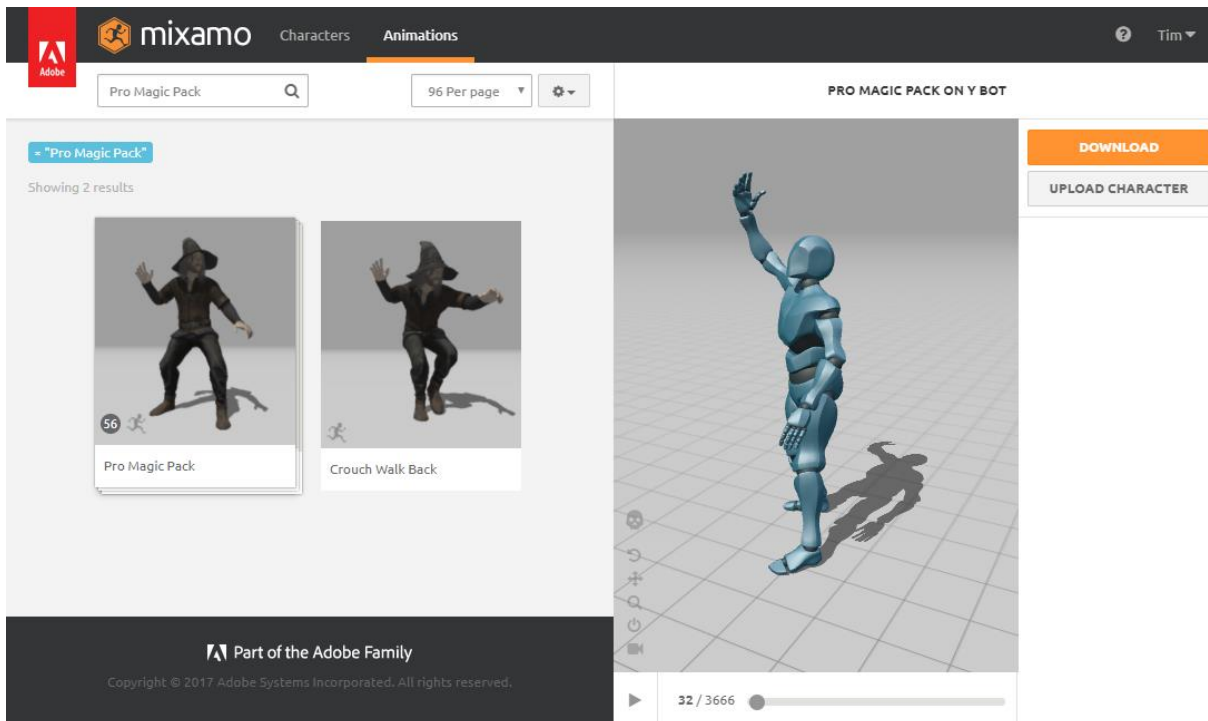 Adobe
mixamo
Characters
Animations
Tim
Pro Magic Pack
96 Per page
PRO MAGIC PACK ON Y BOT
× "Pro Magic Pack"
Showing 2 results
DOWNLOAD
UPLOAD CHARACTER
56
Pro Magic Pack
Crouch Walk Back
Part of the Adobe Family
Copyright © 2017 Adobe Systems Incorporated. All rights reserved.
32 / 3666